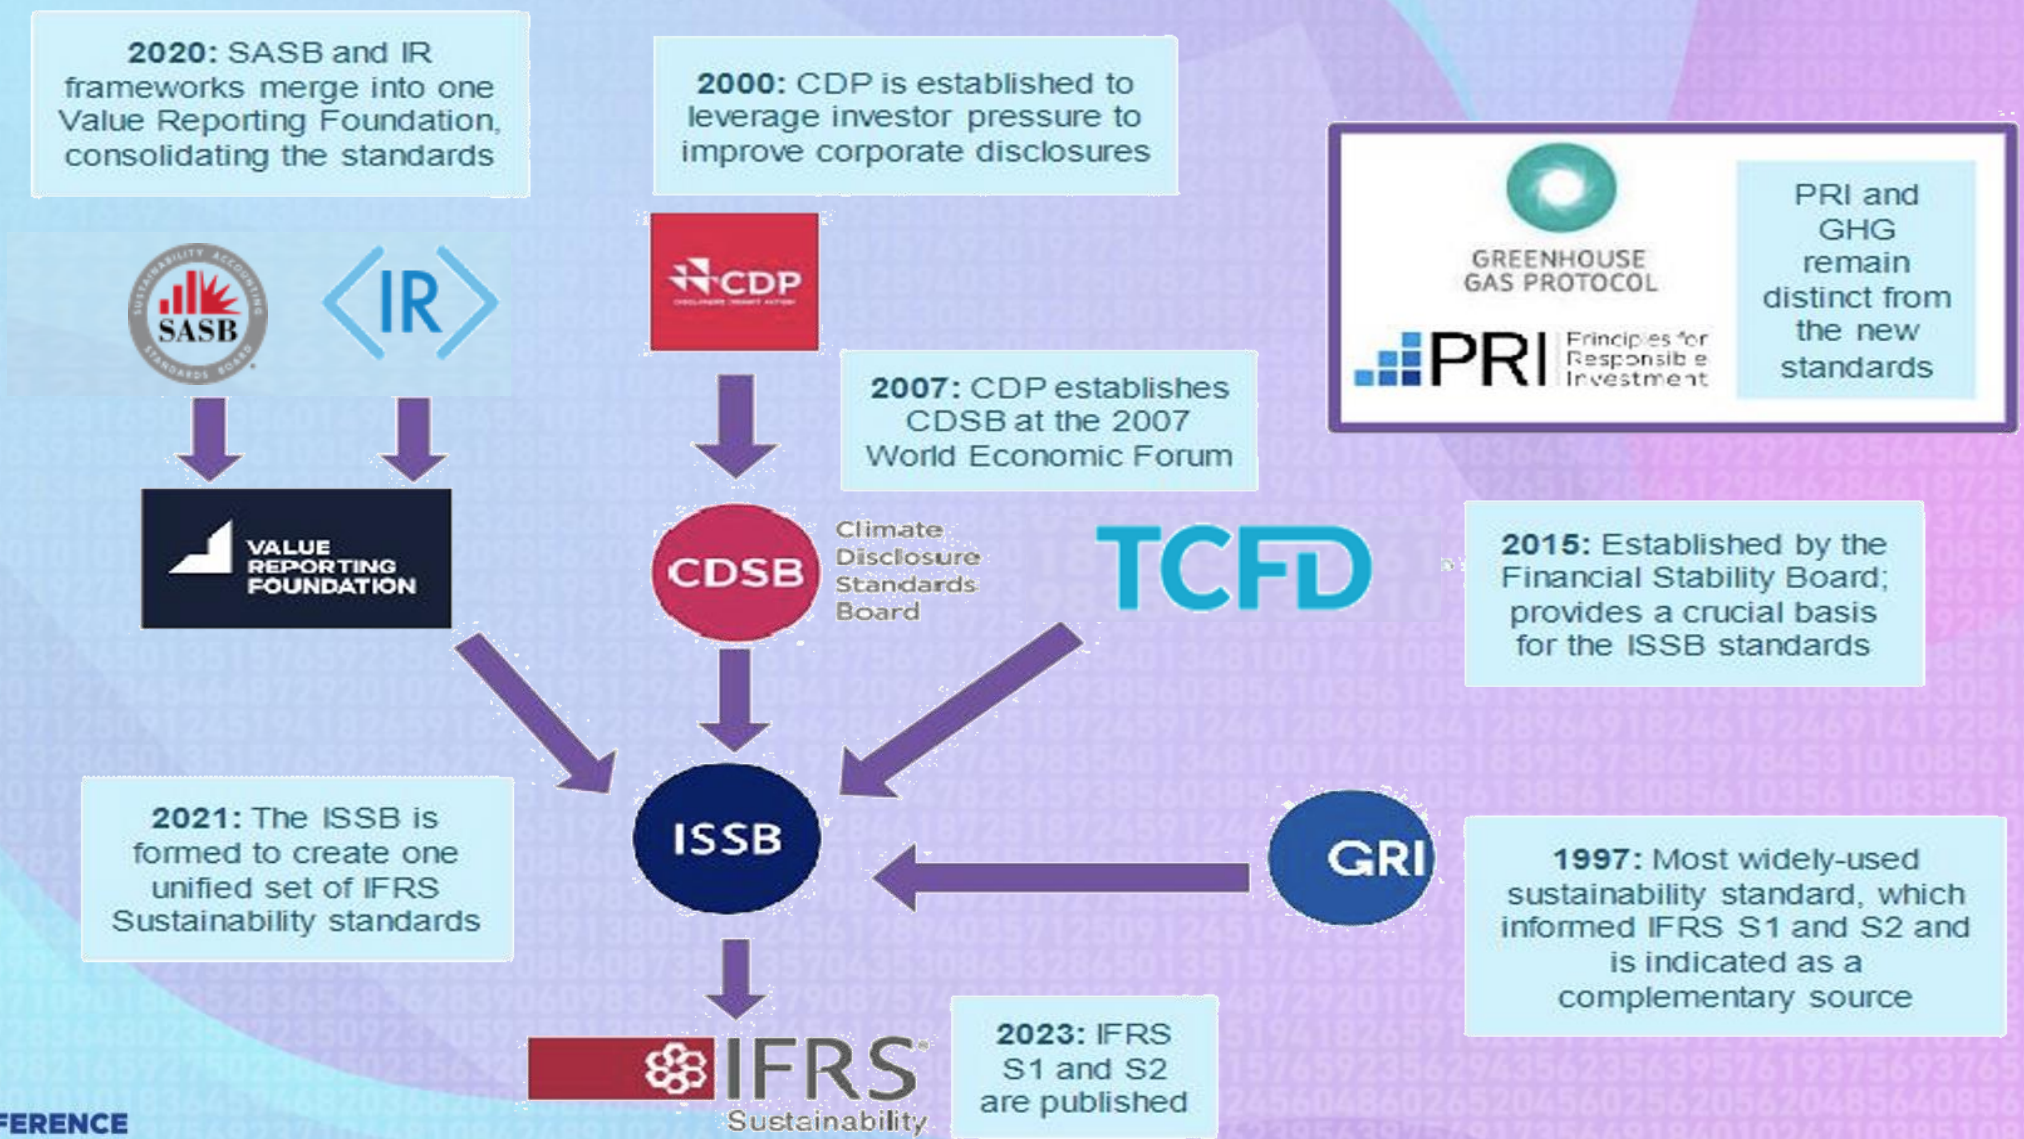 2020: SASB and IR
frameworks merge into one
Value Reporting Foundation,
consolidating the standards
2000: CDP is established to
leverage investor pressure to
improve corporate disclosures
SUSTAINABILITY ACCOUNTING
SASB
STANDARDS BOARD
IR
CDP
GREENHOUSE
GAS PROTOCOL
PRI
Principles for
Responsible
Investment
PRI and
GHG
remain
distinct from
the new
standards
2007: CDP establishes
CDSB at the 2007
World Economic Forum
VALUE
REPORTING
FOUNDATION
CDSB
Climate
Disclosure
Standards
Board
TCFD
2015: Established by the
Financial Stability Board;
provides a crucial basis
for the ISSB standards
2021: The ISSB is
formed to create one
unified set of IFRS
Sustainability standards
ISSB
GRI
1997: Most widely-used
sustainability standard, which
informed IFRS S1 and S2 and
is indicated as a
complementary source
IFRS
Sustainability
2023: IFRS
S1 and S2
are published
FERENCE